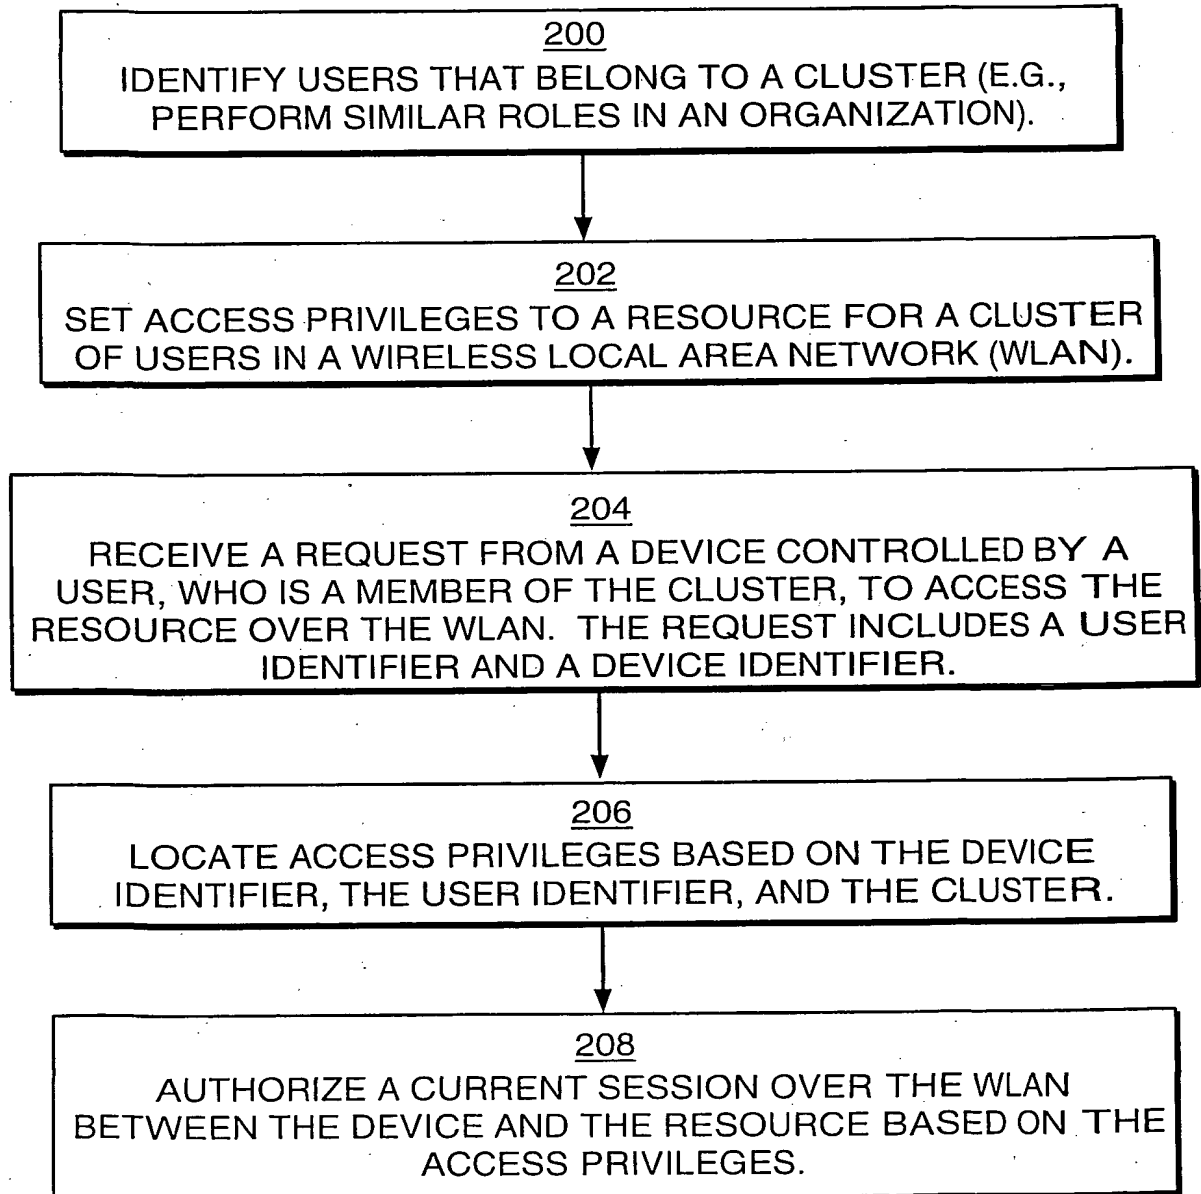 200
IDENTIFY USERS THAT BELONG TO A CLUSTER (E.G.,
PERFORM SIMILAR ROLES IN AN ORGANIZATION).
202
SET ACCESS PRIVILEGES TO A RESOURCE FOR A CLUSTER
OF USERS IN A WIRELESS LOCAL AREA NETWORK (WLAN).
204
RECEIVE A REQUEST FROM A DEVICE CONTROLLED BY A
USER, WHO IS A MEMBER OF THE CLUSTER, TO ACCESS THE
RESOURCE OVER THE WLAN. THE REQUEST INCLUDES A USER
IDENTIFIER AND A DEVICE IDENTIFIER.
206
LOCATE ACCESS PRIVILEGES BASED ON THE DEVICE
IDENTIFIER, THE USER IDENTIFIER, AND THE CLUSTER.
208
AUTHORIZE A CURRENT SESSION OVER THE WLAN
BETWEEN THE DEVICE AND THE RESOURCE BASED ON THE
ACCESS PRIVILEGES.